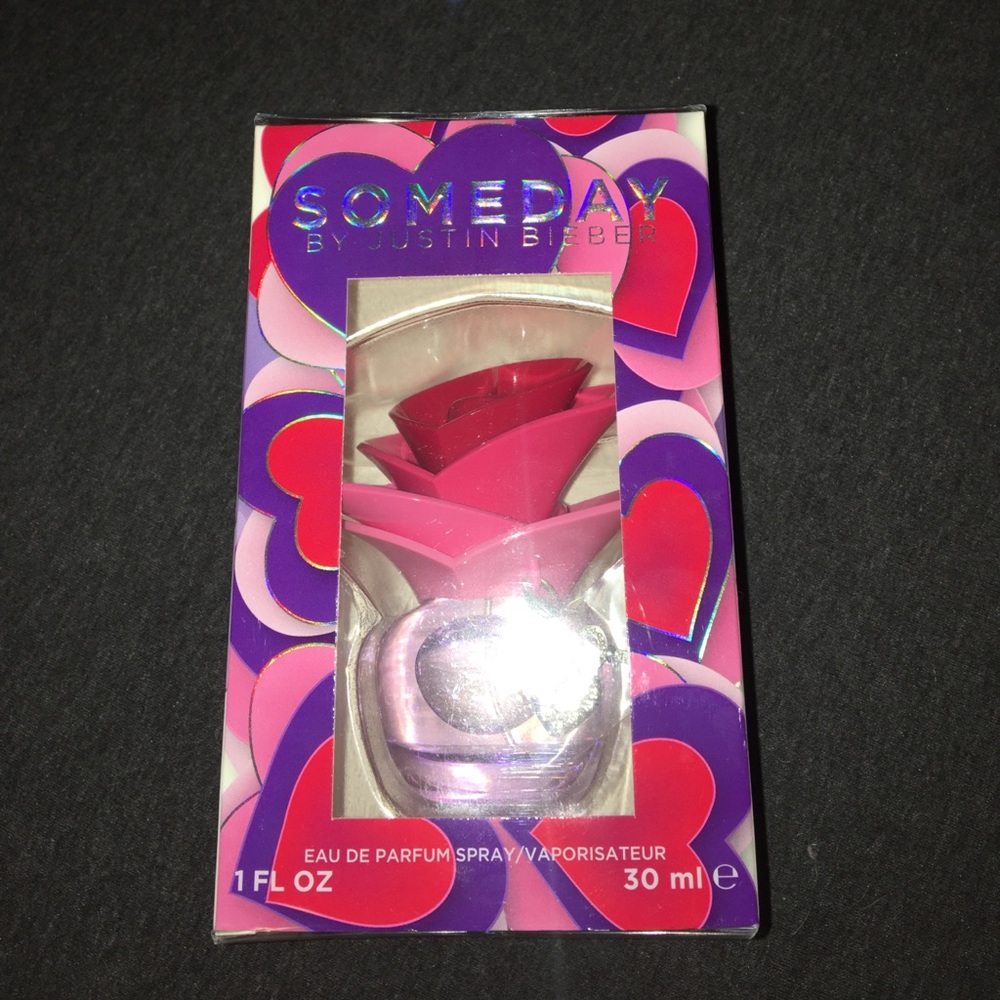 SOMEDAY
BY JUSTIN BIEBER
EAU DE PARFUM SPRAY/VAPORISATEUR
1 FL OZ 30 ml ℮